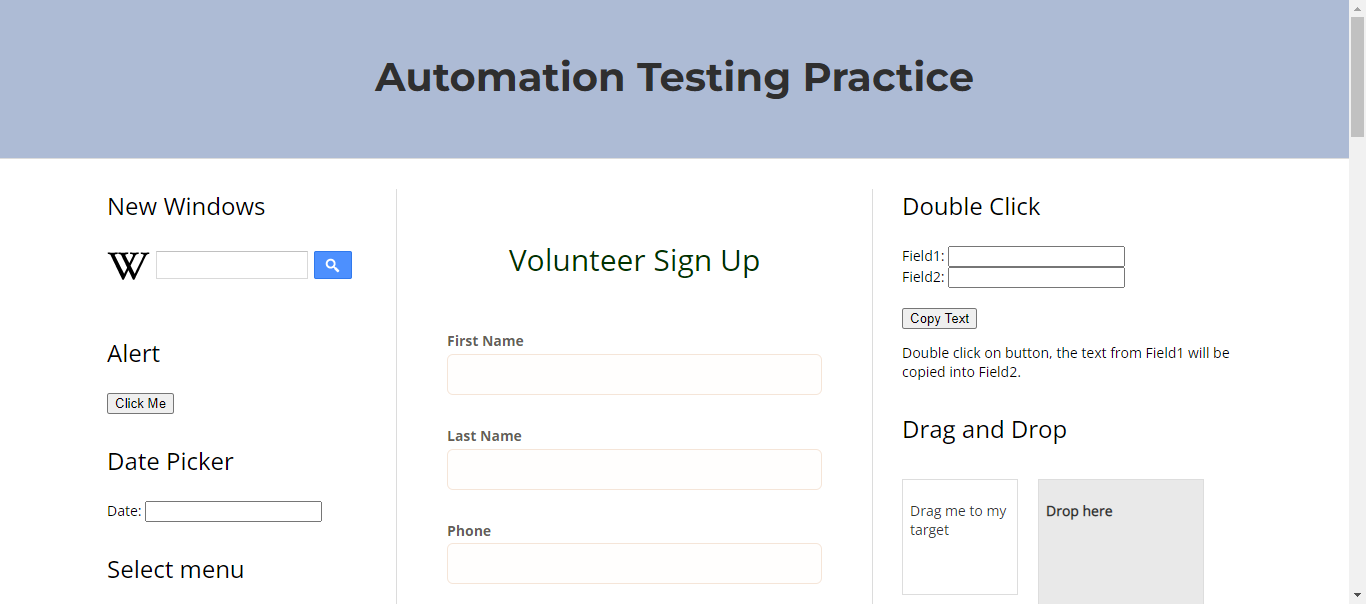 Automation Testing Practice
New Windows
W
Alert
Click Me
Date Picker
Date:
Select menu
Volunteer Sign Up
First Name
Last Name
Phone
Double Click
Field1:
Field2:
Copy Text
Double click on button, the text from Field1 will be
copied into Field2.
Drag and Drop
Drag me to my
target
Drop here